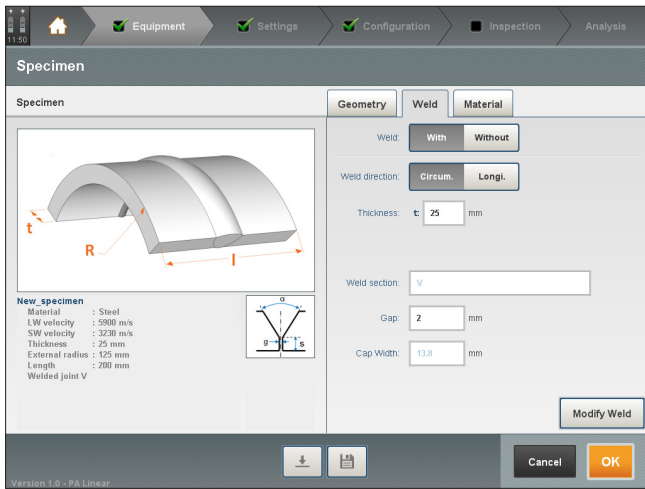 11:50
Equipment
Settings
Configuration
Inspection
Analysis
Specimen
Specimen
Geometry
Weld
Material
Weld: With Without
Weld direction: Circum. Longi.
Thickness: t: 25 mm
t
R
l
Weld section: V
New_specimen
Material : Steel
LW velocity : 5900 m/s
SW velocity : 3230 m/s
Thickness : 25 mm
External radius : 125 mm
Length : 200 mm
Welded joint V
α
g
s
Gap: 2 mm
Cap Width: 13.8 mm
Modify Weld
Cancel
OK
Version 1.0 - PA Linear